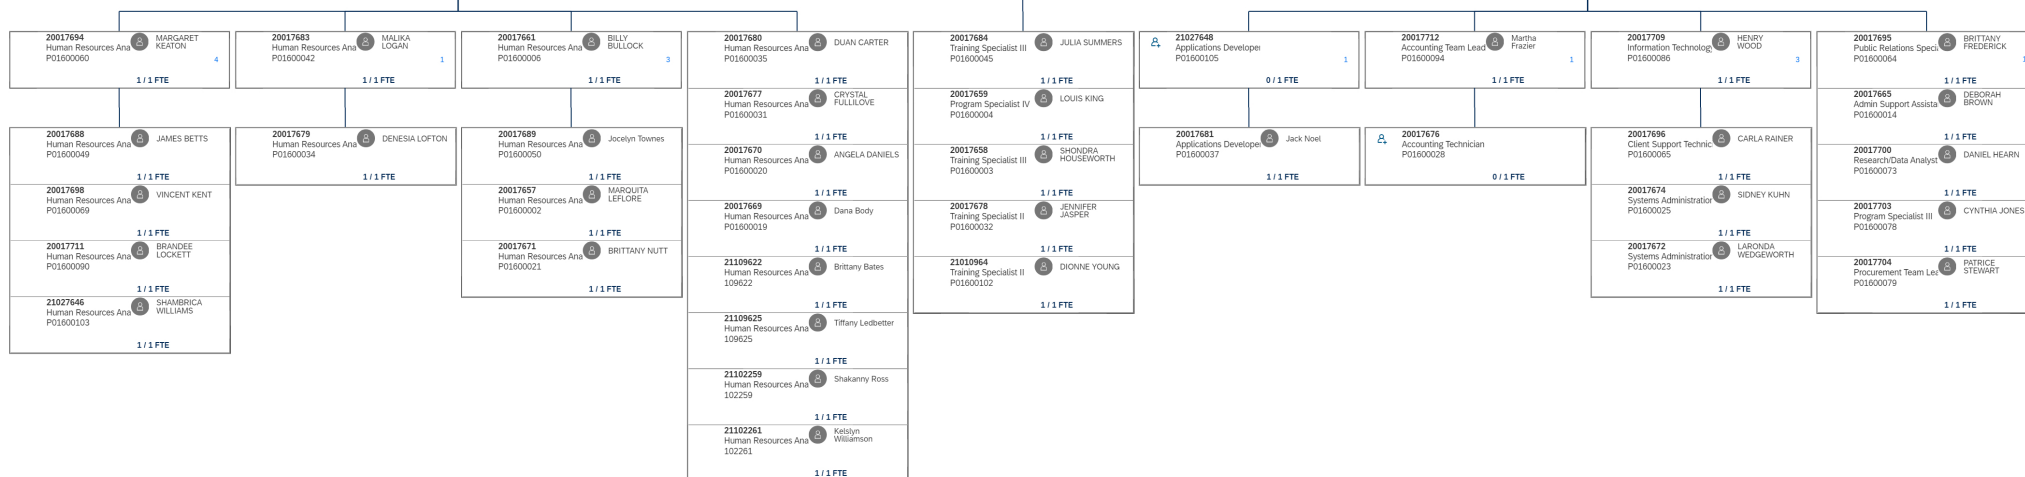 20017694
Human Resources Ana
P01600060
MARGARET
KEATON
4
1 / 1 FTE
20017688
Human Resources Ana
P01600049
JAMES BETTS
1 / 1 FTE
20017698
Human Resources Ana
P01600069
VINCENT KENT
1 / 1 FTE
20017711
Human Resources Ana
P01600090
BRANDEE
LOCKETT
1 / 1 FTE
21027646
Human Resources Ana
P01600103
SHAMBRICA
WILLIAMS
1 / 1 FTE
20017683
Human Resources Ana
P01600042
MALIKA
LOGAN
1
1 / 1 FTE
20017679
Human Resources Ana
P01600034
DENESIA LOFTON
1 / 1 FTE
20017661
Human Resources Ana
P01600006
BILLY
BULLOCK
3
1 / 1 FTE
20017689
Human Resources Ana
P01600050
Jocelyn Townes
1 / 1 FTE
20017657
Human Resources Ana
P01600002
MARQUITA
LEFLORE
1 / 1 FTE
20017671
Human Resources Ana
P01600021
BRITTANY NUTT
1 / 1 FTE
20017680
Human Resources Ana
P01600035
DUAN CARTER
1 / 1 FTE
20017677
Human Resources Ana
P01600031
CRYSTAL
FULLILOVE
1 / 1 FTE
20017670
Human Resources Ana
P01600020
ANGELA DANIELS
1 / 1 FTE
20017669
Human Resources Ana
P01600019
Dana Body
1 / 1 FTE
21109622
Human Resources Ana
109622
Brittany Bates
1 / 1 FTE
21109625
Human Resources Ana
109625
Tiffany Ledbetter
1 / 1 FTE
21102259
Human Resources Ana
102259
Shakanny Ross
1 / 1 FTE
21102261
Human Resources Ana
102261
Kelslyn
Williamson
1 / 1 FTE
20017684
Training Specialist III
P01600045
JULIA SUMMERS
1 / 1 FTE
20017659
Program Specialist IV
P01600004
LOUIS KING
1 / 1 FTE
20017658
Training Specialist III
P01600003
SHONDRA
HOUSEWORTH
1 / 1 FTE
20017678
Training Specialist II
P01600032
JENNIFER
JASPER
1 / 1 FTE
21010964
Training Specialist II
P01600102
DIONNE YOUNG
1 / 1 FTE
21027648
Applications Developer
P01600105
1
0 / 1 FTE
20017681
Applications Developer
P01600037
Jack Noel
1 / 1 FTE
20017712
Accounting Team Lead
P01600094
Martha
Frazier
1
1 / 1 FTE
20017676
Accounting Technician
P01600028
0 / 1 FTE
20017709
Information Technology
P01600086
HENRY
WOOD
3
1 / 1 FTE
20017696
Client Support Technic
P01600065
CARLA RAINER
1 / 1 FTE
20017674
Systems Administration
P01600025
SIDNEY KUHN
1 / 1 FTE
20017672
Systems Administration
P01600023
LARONDA
WEDGEWORTH
1 / 1 FTE
20017695
Public Relations Speci
P01600064
BRITTANY
FREDERICK
1 / 1 FTE
20017665
Admin Support Assista
P01600014
DEBORAH
BROWN
1 / 1 FTE
20017700
Research/Data Analyst
P01600073
DANIEL HEARN
1 / 1 FTE
20017703
Program Specialist III
P01600078
CYNTHIA JONES
1 / 1 FTE
20017704
Procurement Team Lea
P01600079
PATRICE
STEWART
1 / 1 FTE